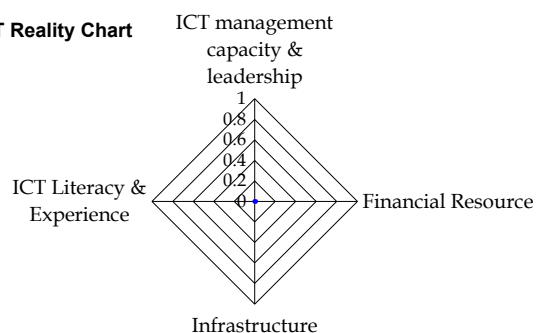 T Reality Chart
ICT management
capacity &
leadership
1
0.8
0.6
0.4
0.2
0
ICT Literacy &
Experience
Financial Resource
Infrastructure